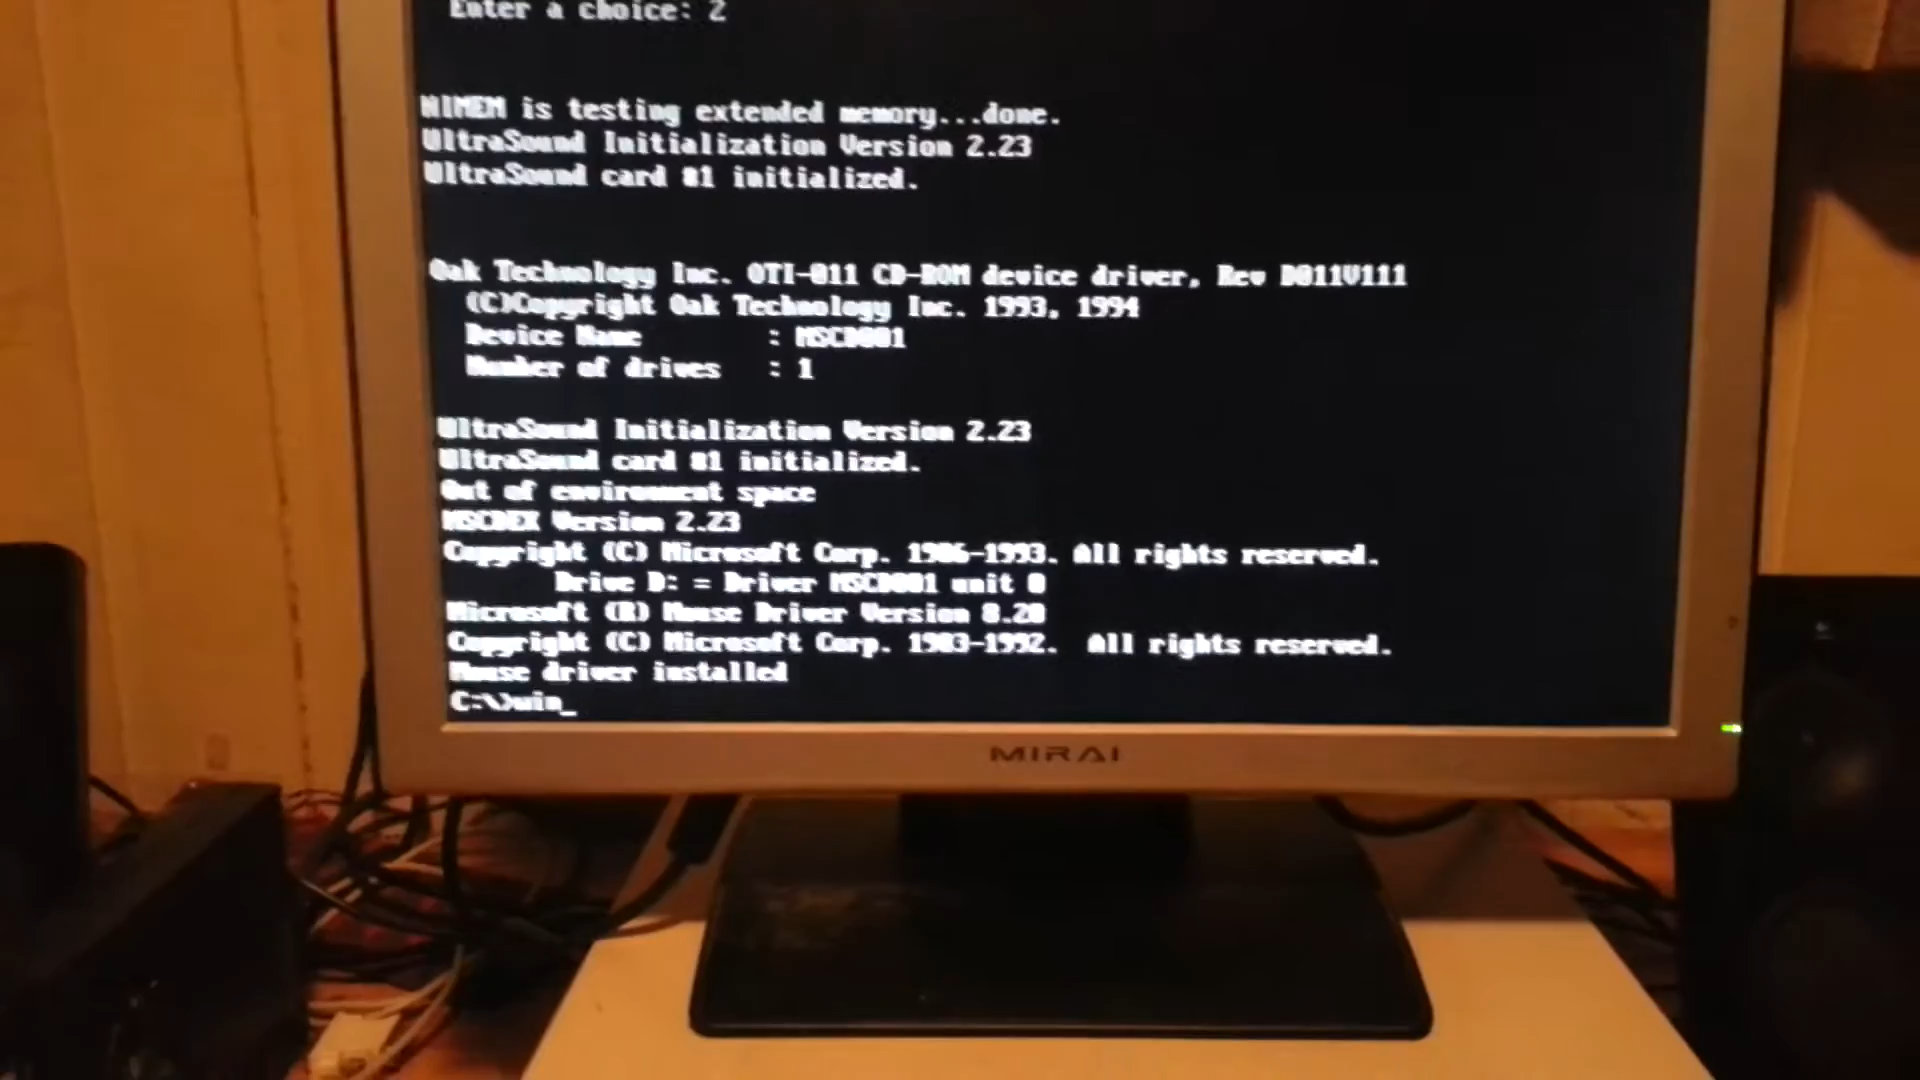 Enter a choice: 2
HIMEM is testing extended memory...done.
UltraSound Initialization Version 2.23
UltraSound card #1 initialized.
Oak Technology Inc. OTI-011 CD-ROM device driver, Rev D011V111
(C)Copyright Oak Technology Inc. 1993, 1994
Device Name : MSCD001
Number of drives : 1
UltraSound Initialization Version 2.23
UltraSound card #1 initialized.
Out of environment space
MSCDEX Version 2.23
Copyright (C) Microsoft Corp. 1986-1993. All rights reserved.
Drive D: = Driver MSCD001 unit 0
Microsoft (R) Mouse Driver Version 8.20
Copyright (C) Microsoft Corp. 1983-1992. All rights reserved.
Mouse driver installed
C:\>win_
MIRAI